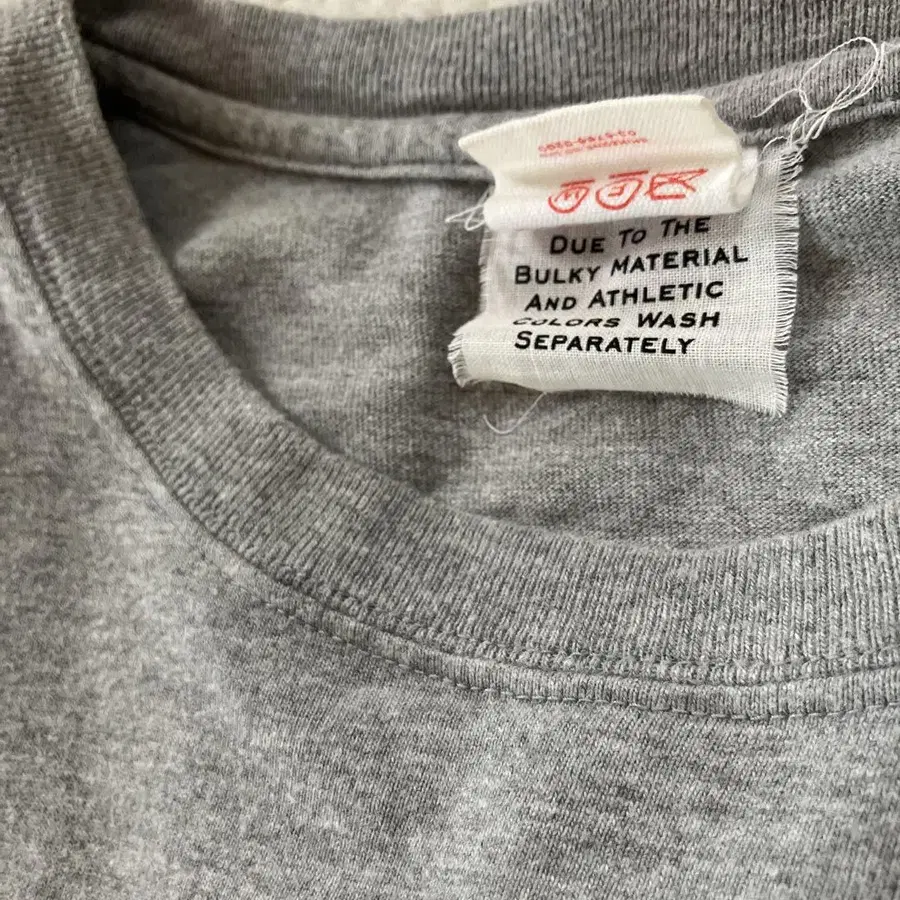 DUE TO THE
BULKY MATERIAL
AND ATHLETIC
COLORS WASH
SEPARATELY